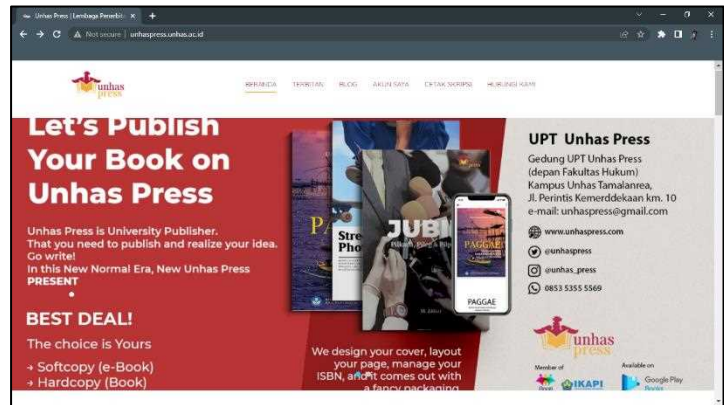 Unhas Press | Lembaga Penerbit
Not secure | unhaspress.unhas.ac.id
unhas
press
BERANDA TERBITAN BLOG AKUN SAYA CETAK SKRIPSI HUBUNGI KAMI
Let's Publish
Your Book on
Unhas Press
Unhas Press is University Publisher.
That you need to publish and realize your idea.
Go write!
In this New Normal Era, New Unhas Press
PRESENT
BEST DEAL!
The choice is Yours
→ Softcopy (e-Book)
→ Hardcopy (Book)
Stre
Pho
JUBI
PAGGAE
PAGGAE
We design your cover, layout
your page, manage your
ISBN, and it comes out with
a fancy packaging
UPT Unhas Press
Gedung UPT Unhas Press
(depan Fakultas Hukum)
Kampus Unhas Tamalanrea,
Jl. Perintis Kemerddekaan km. 10
e-mail: unhaspress@gmail.com
www.unhaspress.com
@unhaspress
@unhas_press
0853 5355 5569
unhas
press
Member of
IKAPI
Available on
Google Play
Books